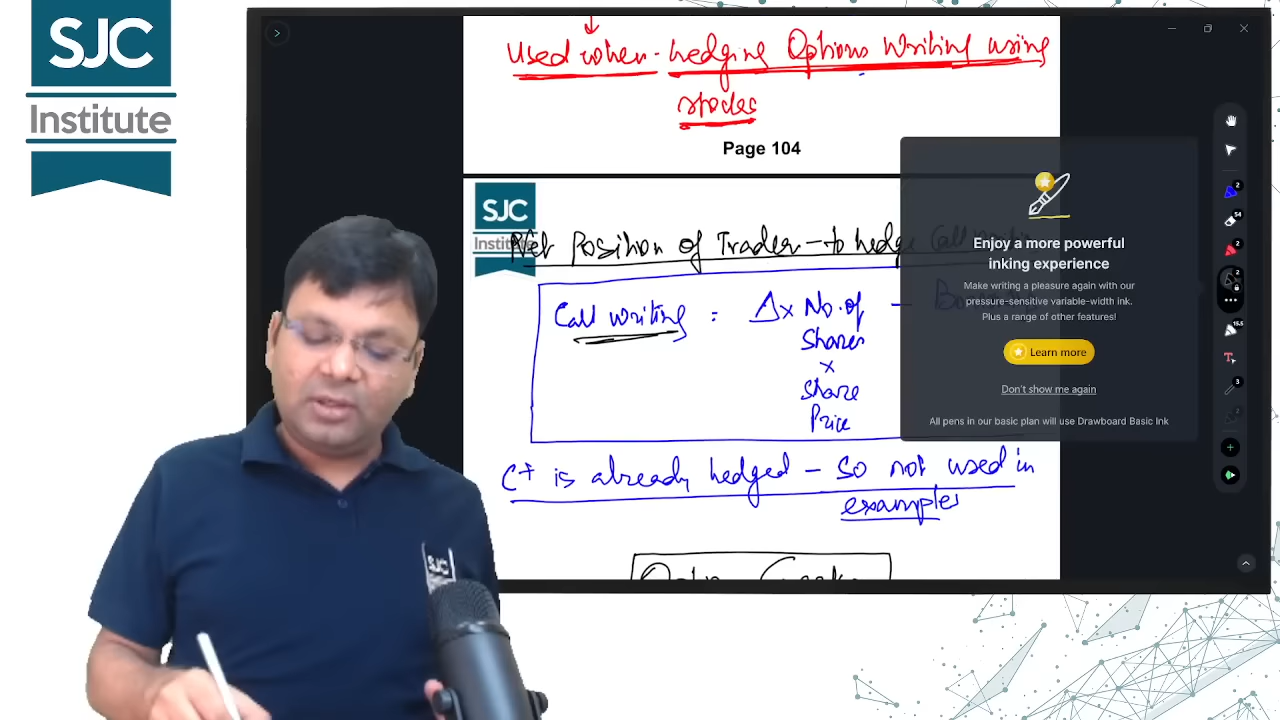 SJC
Institute
Used when hedging Options Writing using
stocks
Page 104
SJC
Institute
Net Position of Trader - to hedge Call
Call Writing : Δ x No. of -
Shares
x
Share
Price
C+ is already hedged - So not used in
examples
Enjoy a more powerful
inking experience
Make writing a pleasure again with our
pressure-sensitive variable-width ink.
Plus a range of other features!
Learn more
Don't show me again
All pens in our basic plan will use Drawboard Basic Ink
SJC